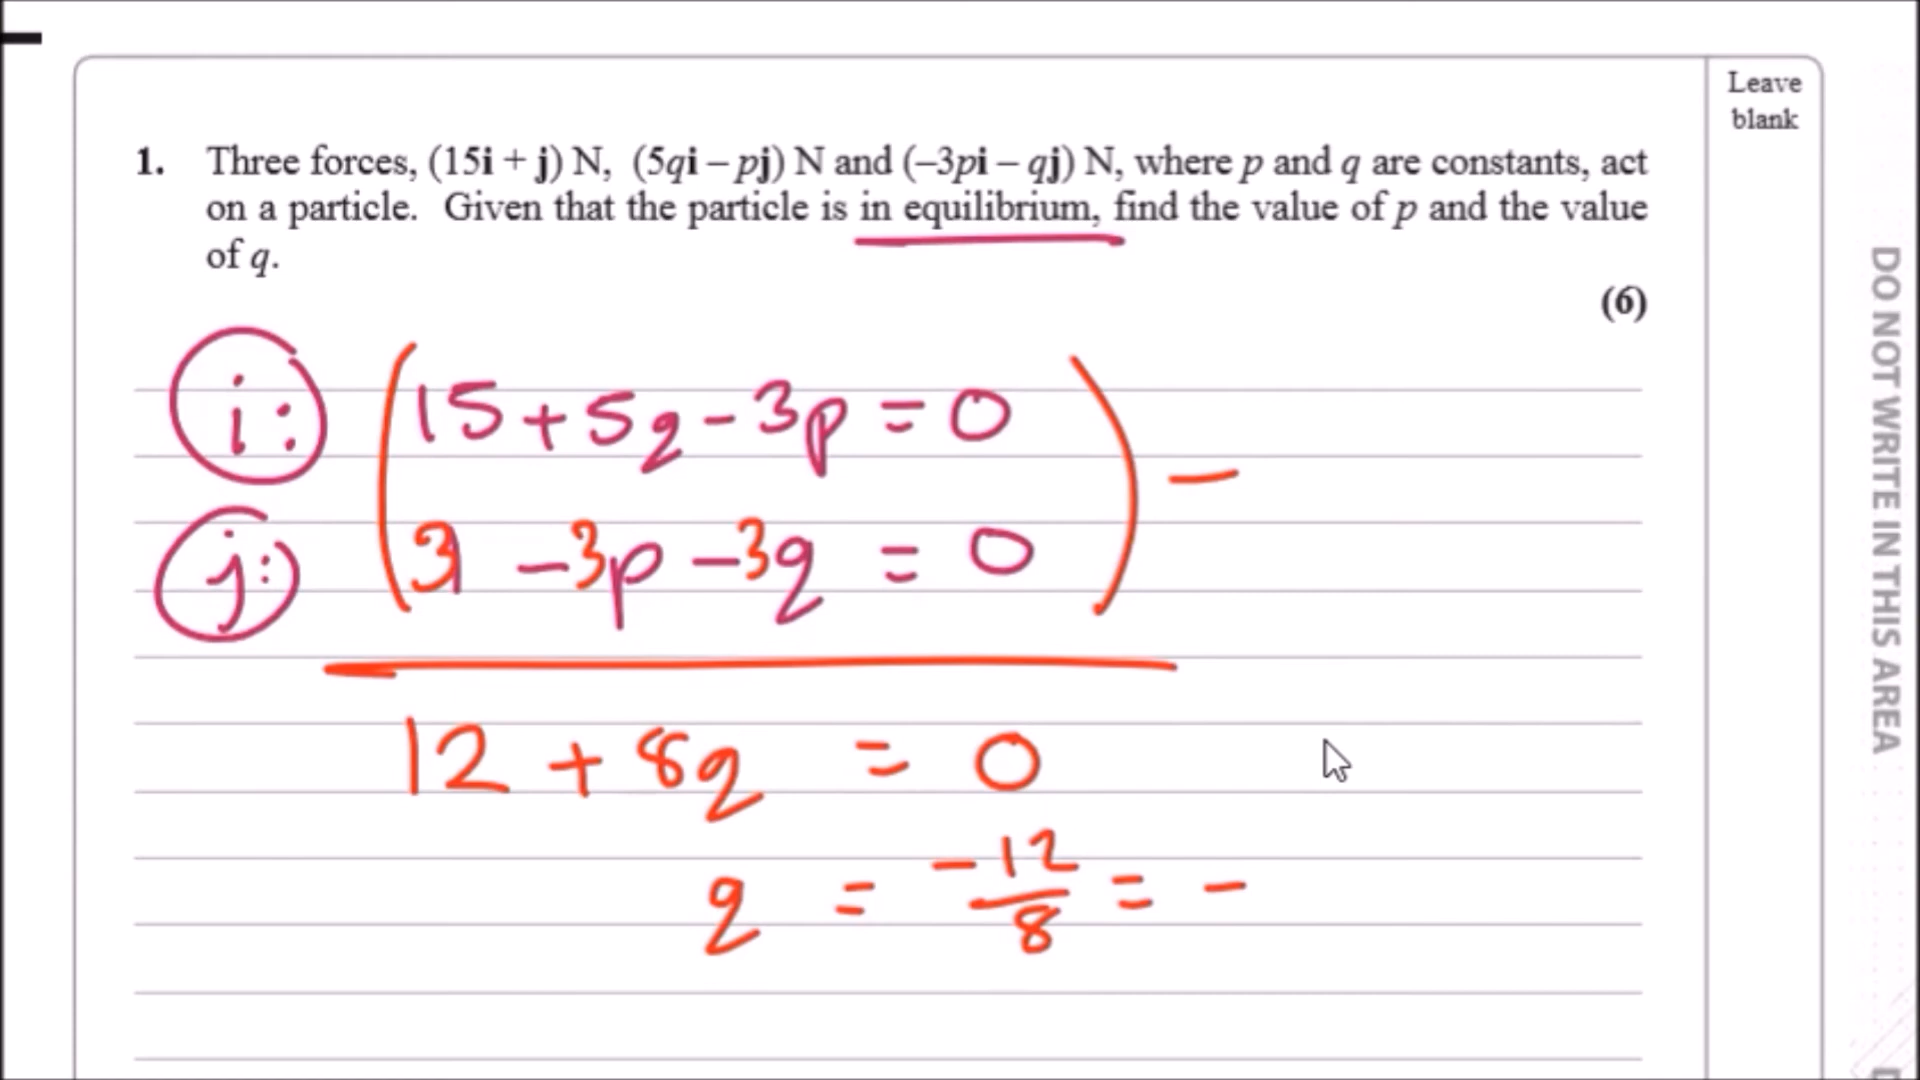 Leave
blank
1. Three forces, (15i + j) N, (5qi – pj) N and (–3pi – qj) N, where p and q are constants, act
on a particle. Given that the particle is in equilibrium, find the value of p and the value
of q.
(6)
i: (15 + 5q - 3p = 0
j: 3 - 3p - 3q = 0) -
12 + 8q = 0
q = -12/8 = -
DO NOT WRITE IN THIS AREA